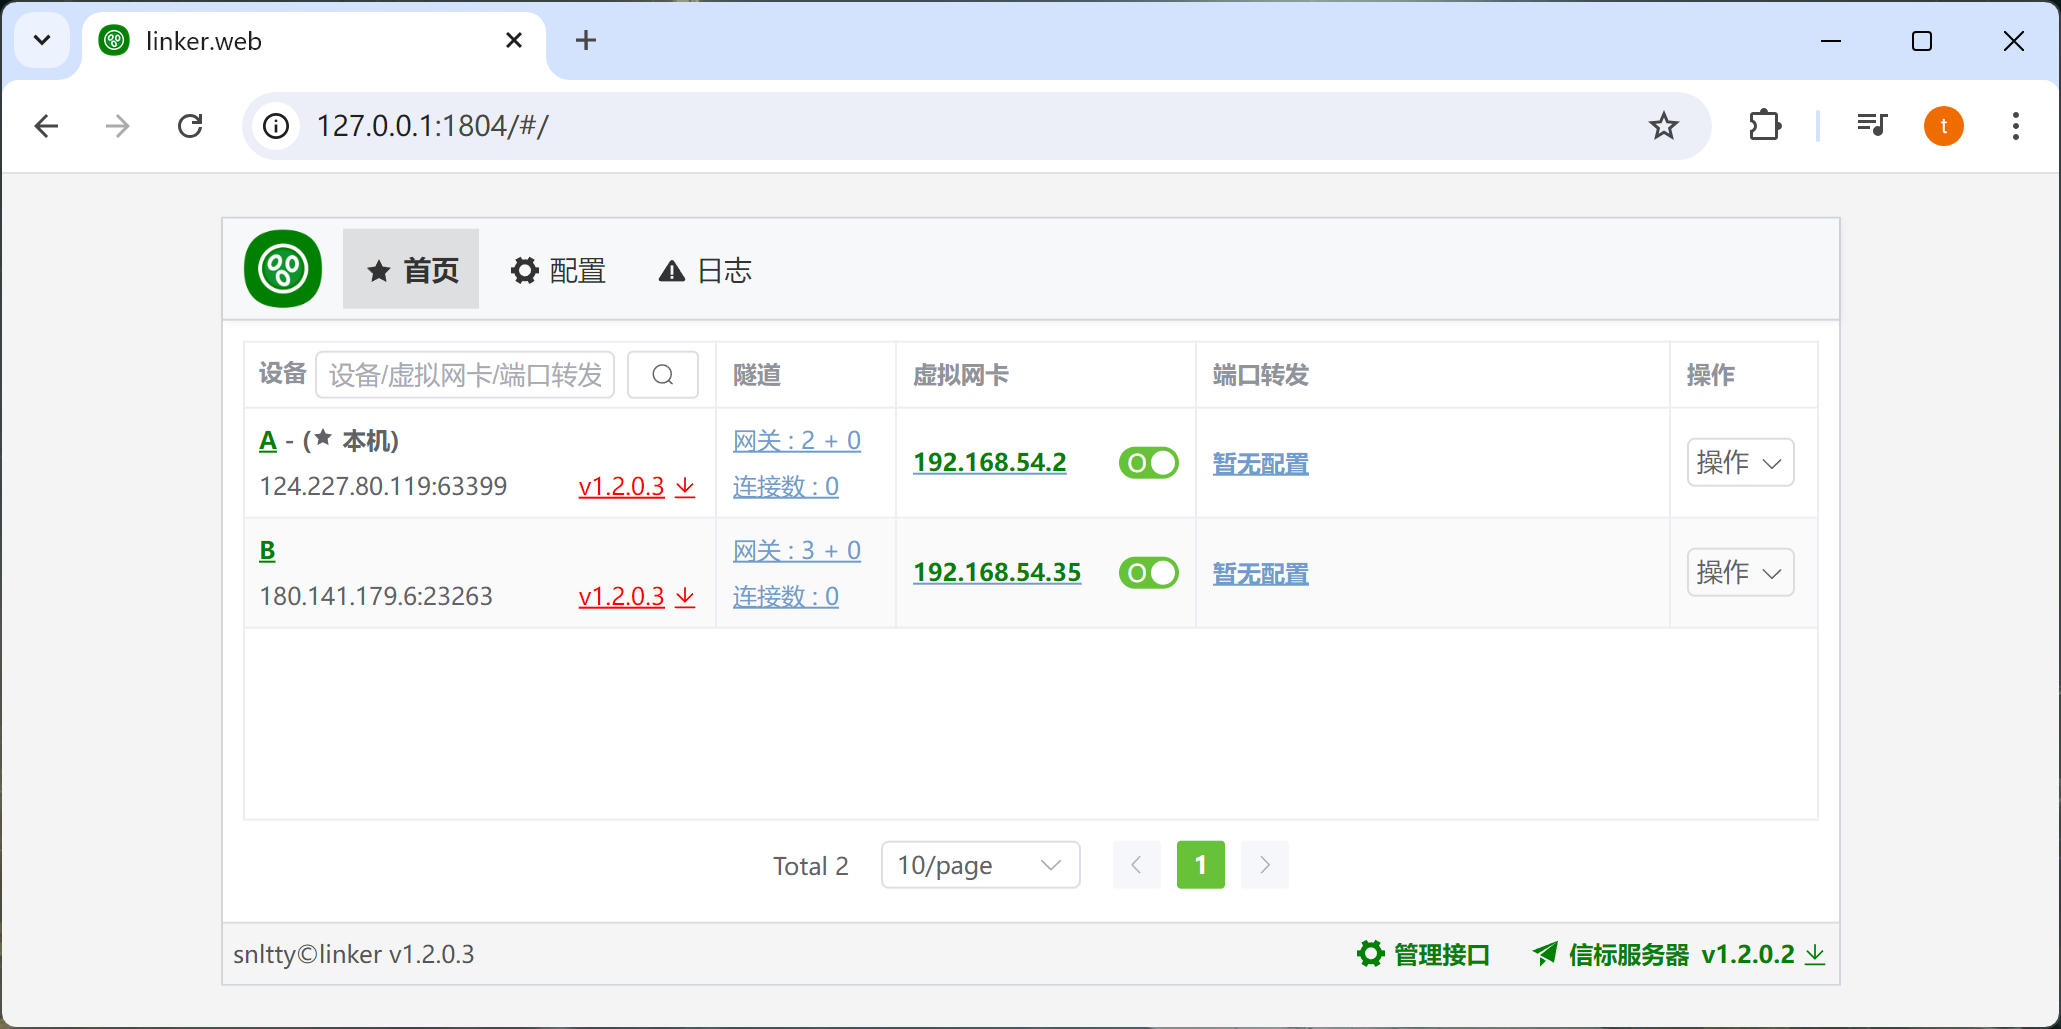 linker.web
127.0.0.1:1804/#/
t
首页 配置 日志
设备 设备/虚拟网卡/端口转发 隧道 虚拟网卡 端口转发 操作
A - (★ 本机)
124.227.80.119:63399 v1.2.0.3
网关 : 2 + 0
连接数 : 0
192.168.54.2
暂无配置
操作
B
180.141.179.6:23263 v1.2.0.3
网关 : 3 + 0
连接数 : 0
192.168.54.35
暂无配置
操作
Total 2 10/page 1
snltty©linker v1.2.0.3 管理接口 信标服务器 v1.2.0.2